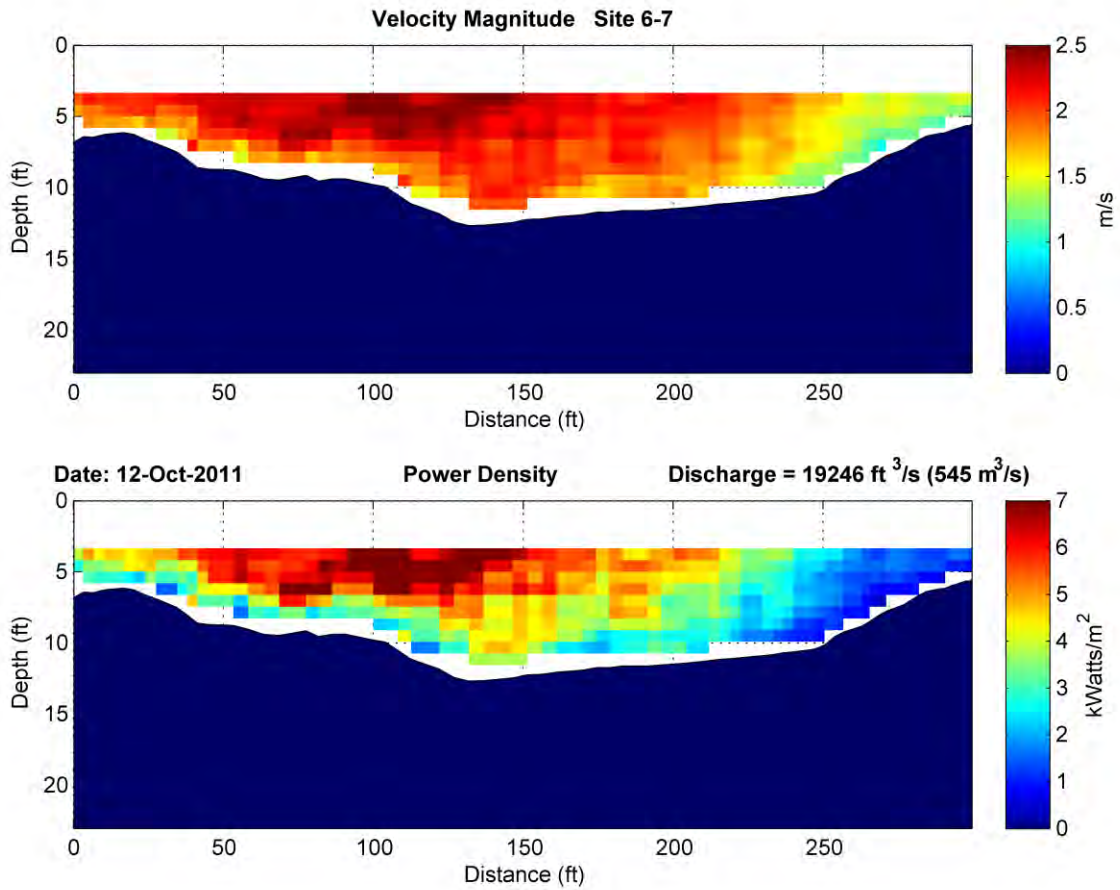 Velocity Magnitude Site 6-7
0
5
10
15
20
Depth (ft)
0 50 100 150 200 250
Distance (ft)
2.5
2
1.5
1
0.5
0
m/s
Date: 12-Oct-2011 Power Density Discharge = 19246 ft ³/s (545 m³/s)
0
5
10
15
20
Depth (ft)
0 50 100 150 200 250
Distance (ft)
7
6
5
4
3
2
1
0
kWatts/m²